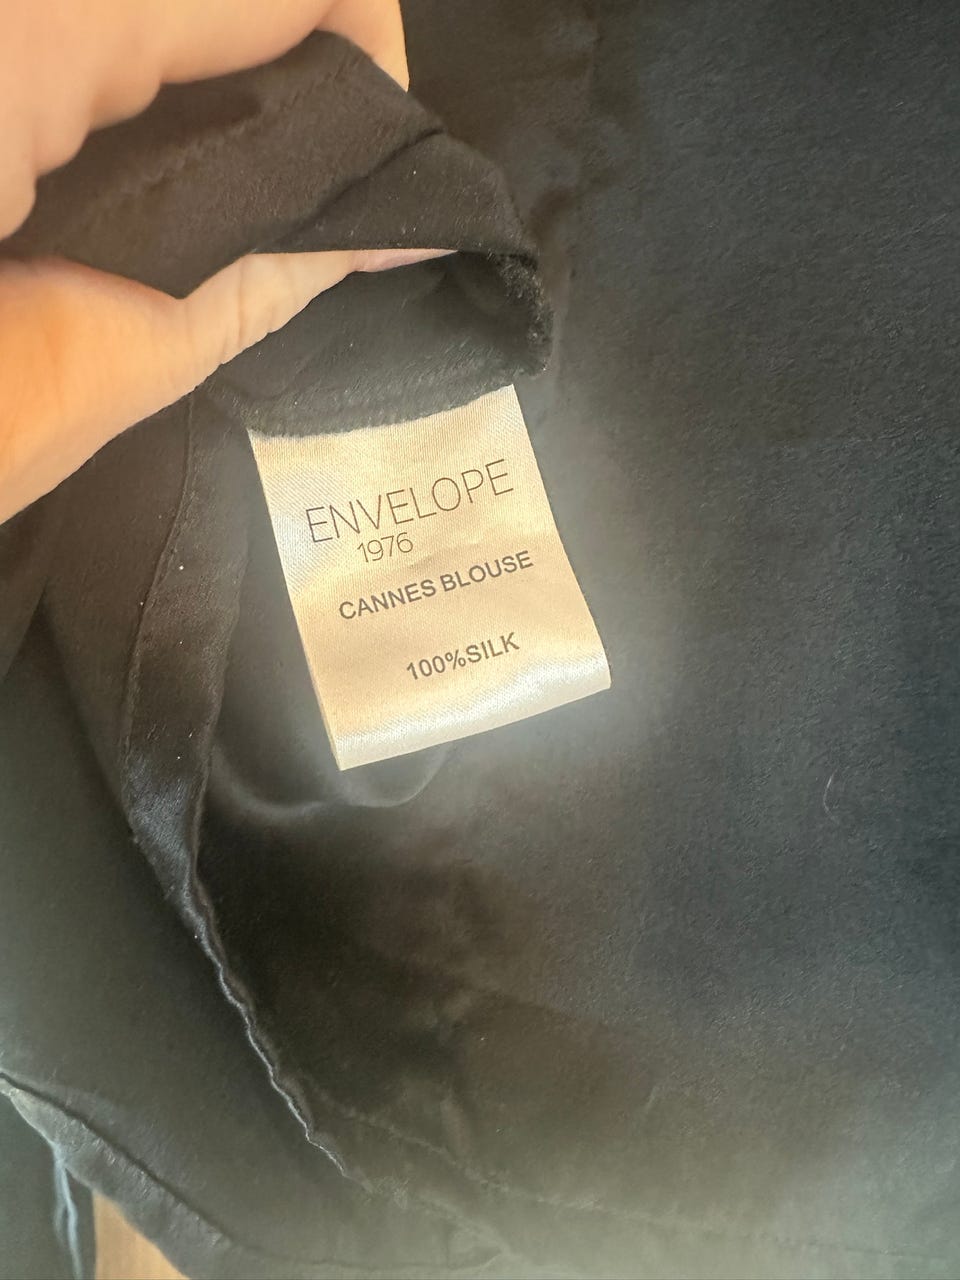 ENVELOPE
1976
CANNES BLOUSE
100%SILK